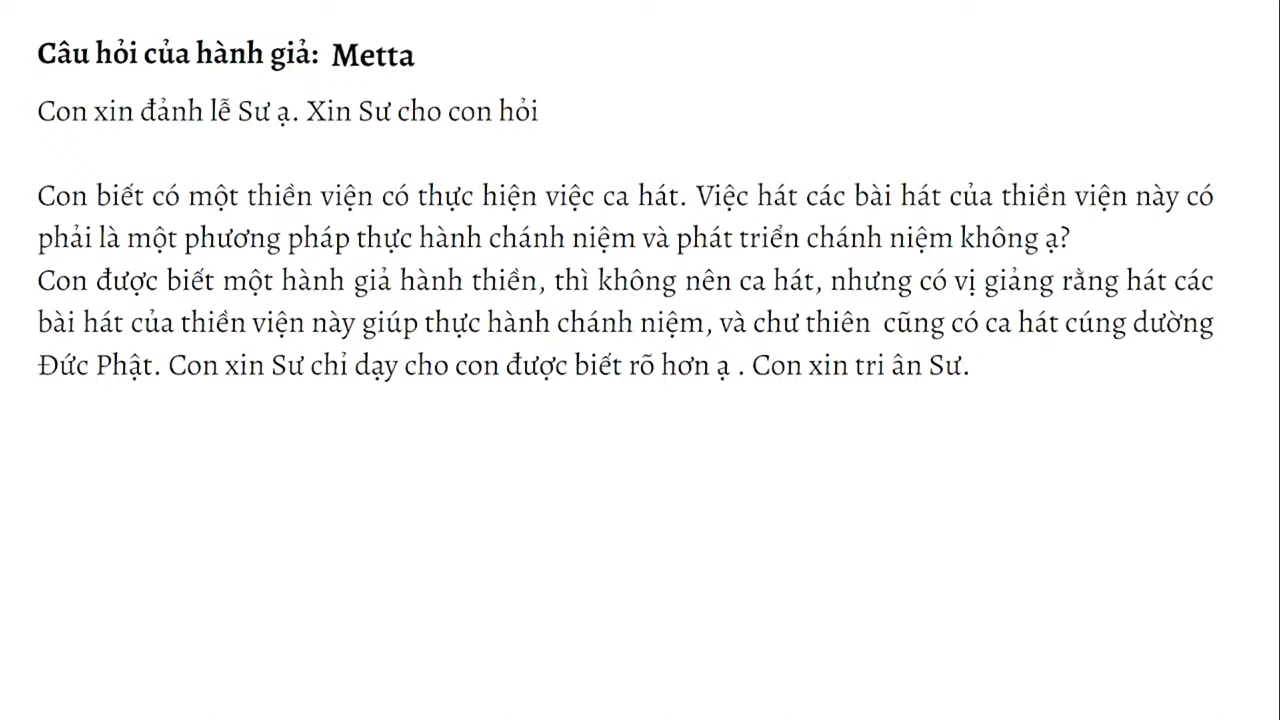 Câu hỏi của hành giả: Metta
Con xin đảnh lễ Sư ạ. Xin Sư cho con hỏi
Con biết có một thiền viện có thực hiện việc ca hát. Việc hát các bài hát của thiền viện này có
phải là một phương pháp thực hành chánh niệm và phát triển chánh niệm không ạ?
Con được biết một hành giả hành thiền, thì không nên ca hát, nhưng có vị giảng rằng hát các
bài hát của thiền viện này giúp thực hành chánh niệm, và chư thiên cũng có ca hát cúng dường
Đức Phật. Con xin Sư chỉ dạy cho con được biết rõ hơn ạ . Con xin tri ân Sư.